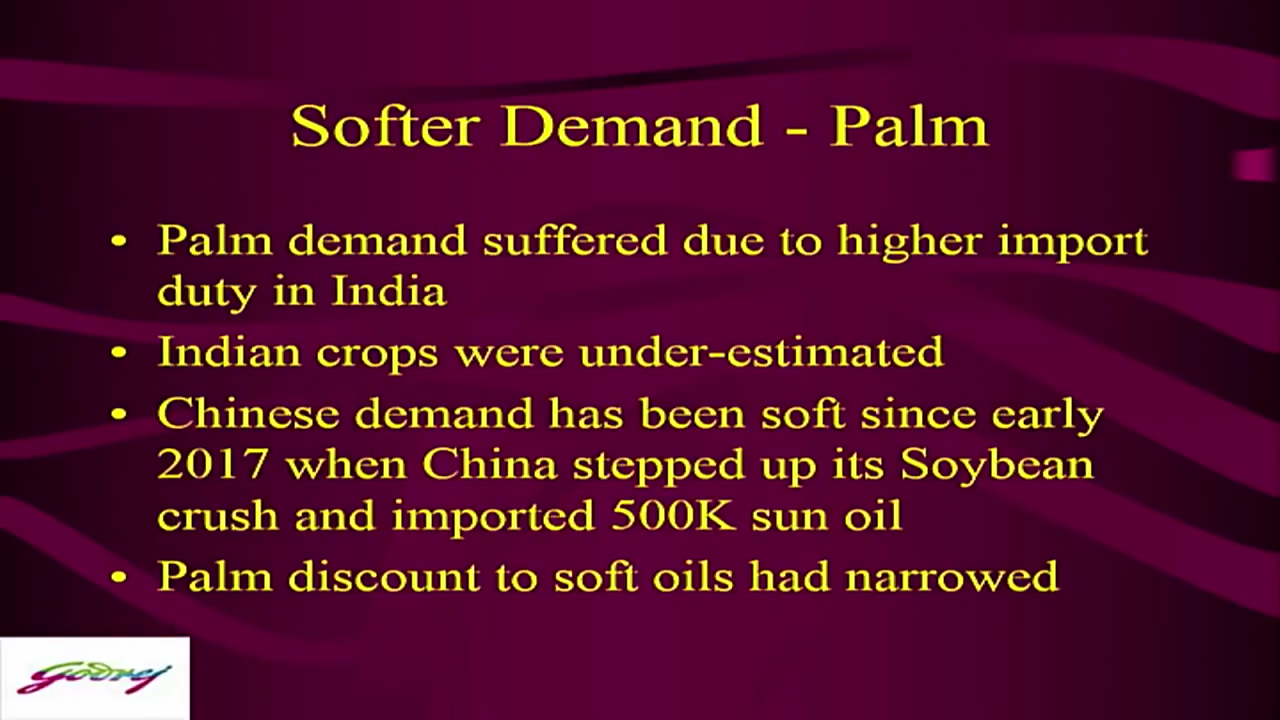 Softer Demand - Palm
• Palm demand suffered due to higher import
duty in India
• Indian crops were under-estimated
• Chinese demand has been soft since early
2017 when China stepped up its Soybean
crush and imported 500K sun oil
• Palm discount to soft oils had narrowed
Godrej